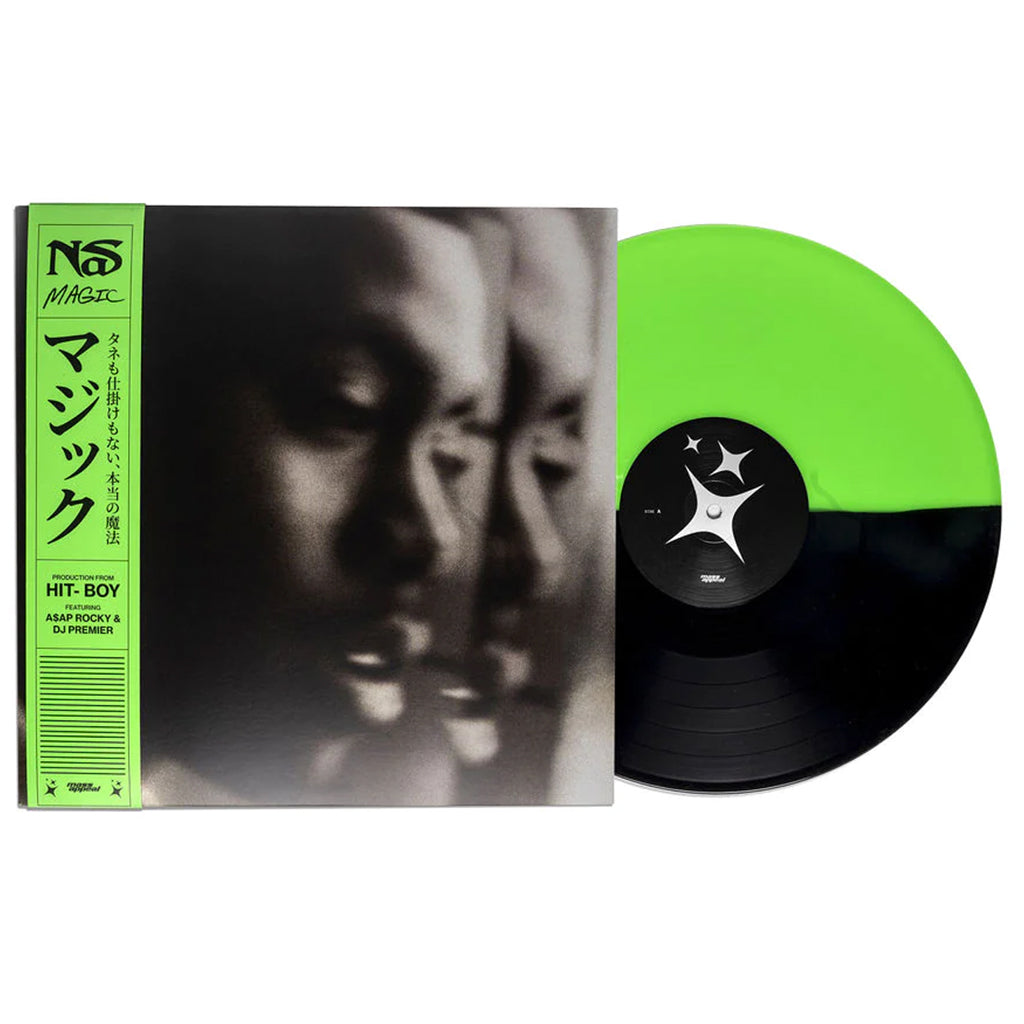 NaS
MAGIC
マジック
タネも仕掛けもない、本当の魔法
PRODUCTION FROM
HIT- BOY
FEATURING
A$AP ROCKY &
DJ PREMIER
mass
appeal
SIDE A
mass
appeal